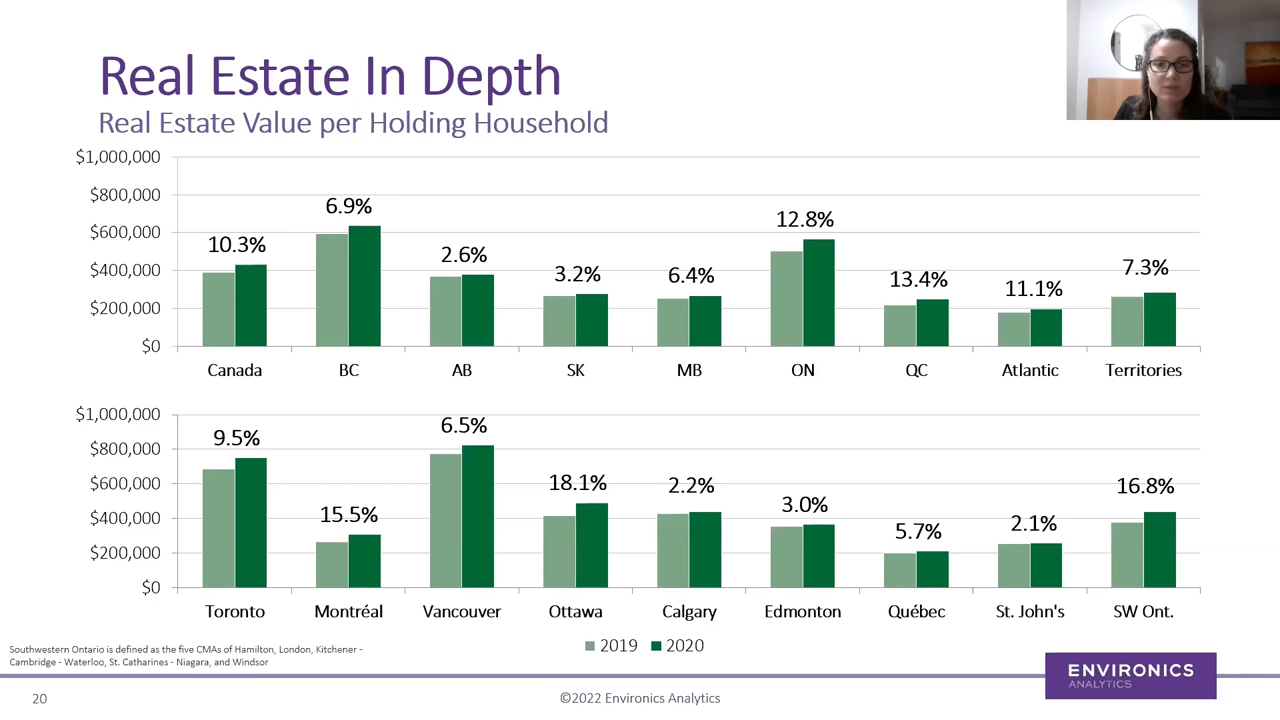 Real Estate In Depth
Real Estate Value per Holding Household
$1,000,000
$800,000
$600,000
$400,000
$200,000
$0
10.3%
6.9%
2.6%
3.2%
6.4%
12.8%
13.4%
11.1%
7.3%
Canada
BC
AB
SK
MB
ON
QC
Atlantic
Territories
$1,000,000
$800,000
$600,000
$400,000
$200,000
$0
9.5%
15.5%
6.5%
18.1%
2.2%
3.0%
5.7%
2.1%
16.8%
Toronto
Montréal
Vancouver
Ottawa
Calgary
Edmonton
Québec
St. John's
SW Ont.
2019
2020
Southwestern Ontario is defined as the five CMAs of Hamilton, London, Kitchener -
Cambridge - Waterloo, St. Catharines - Niagara, and Windsor
20
©2022 Environics Analytics
ENVIRONICS
ANALYTICS